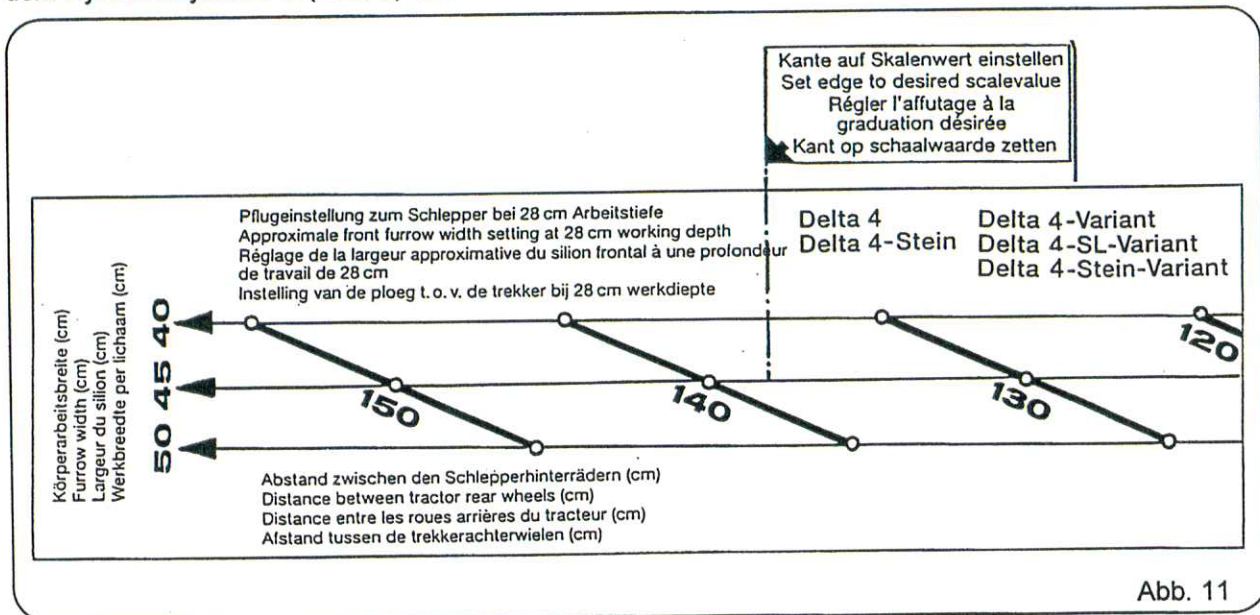 Kante auf Skalenwert einstellen
Set edge to desired scalevalue
Régler l'affutage à la
graduation désirée
Kant op schaalwaarde zetten
Pflugeinstellung zum Schlepper bei 28 cm Arbeitstiefe
Approximale front furrow width setting at 28 cm working depth
Réglage de la largeur approximative du silion frontal à une profondeur
de travail de 28 cm
Instelling van de ploeg t.o.v. de trekker bij 28 cm werkdiepte
Delta 4
Delta 4-Stein
Delta 4-Variant
Delta 4-SL-Variant
Delta 4-Stein-Variant
Körperarbeitsbreite (cm)
Furrow width (cm)
Largeur du silion (cm)
Werkbreedte per lichaam (cm)
40
45
50
150
140
130
120
Abstand zwischen den Schlepperhinterrädern (cm)
Distance between tractor rear wheels (cm)
Distance entre les roues arrières du tracteur (cm)
Afstand tussen de trekkerachterwielen (cm)
Abb. 11